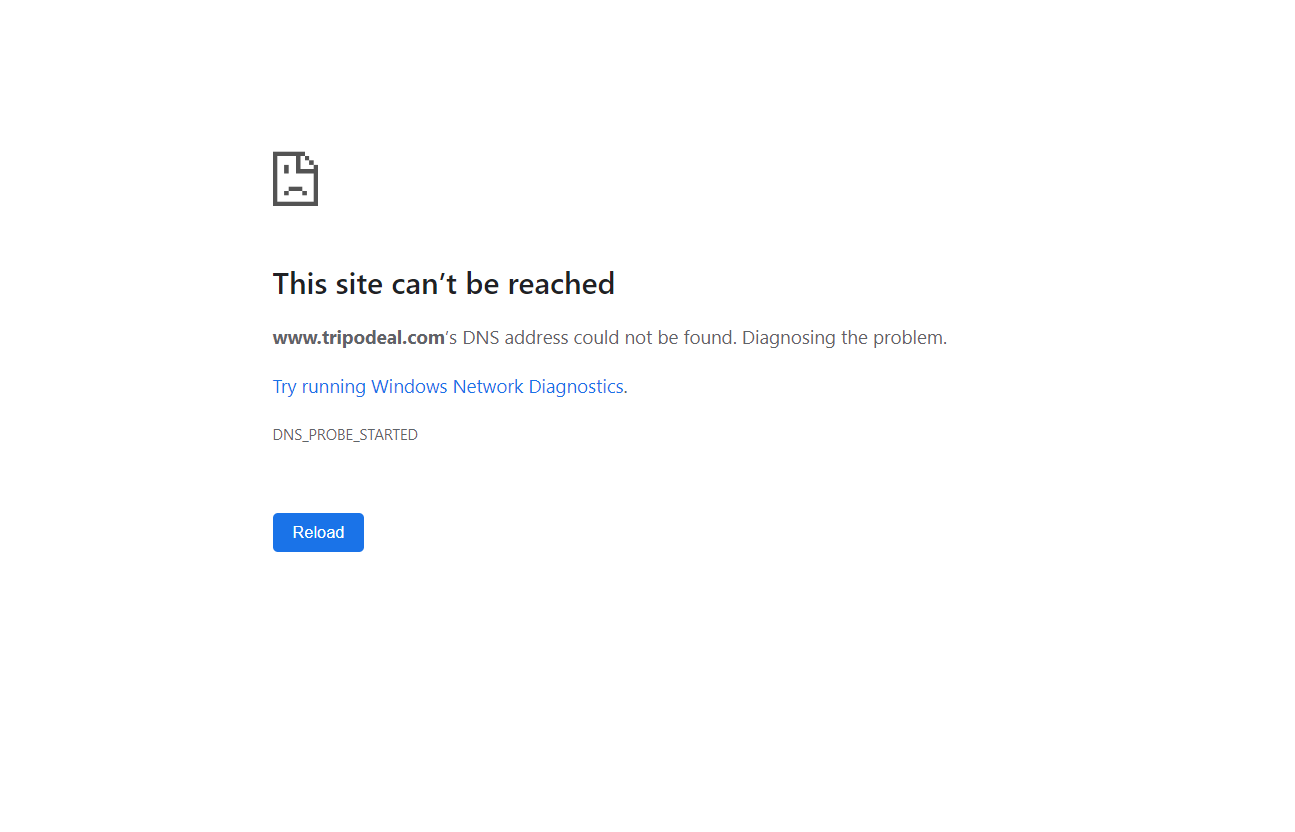 This site can’t be reached
www.tripodeal.com’s DNS address could not be found. Diagnosing the problem.
Try running Windows Network Diagnostics.
DNS_PROBE_STARTED
Reload